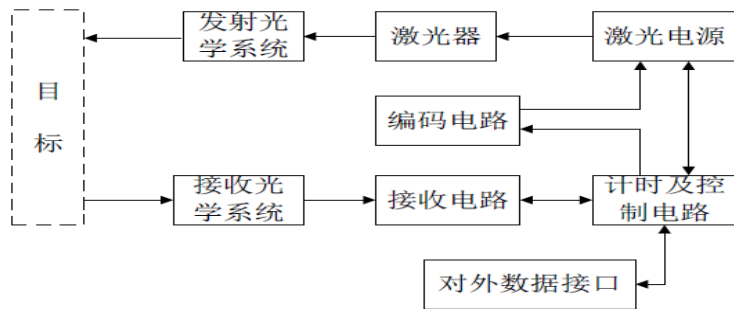 发射光
学系统
激光器
激光电源
目
标
编码电路
接收光
学系统
接收电路
计时及控
制电路
对外数据接口